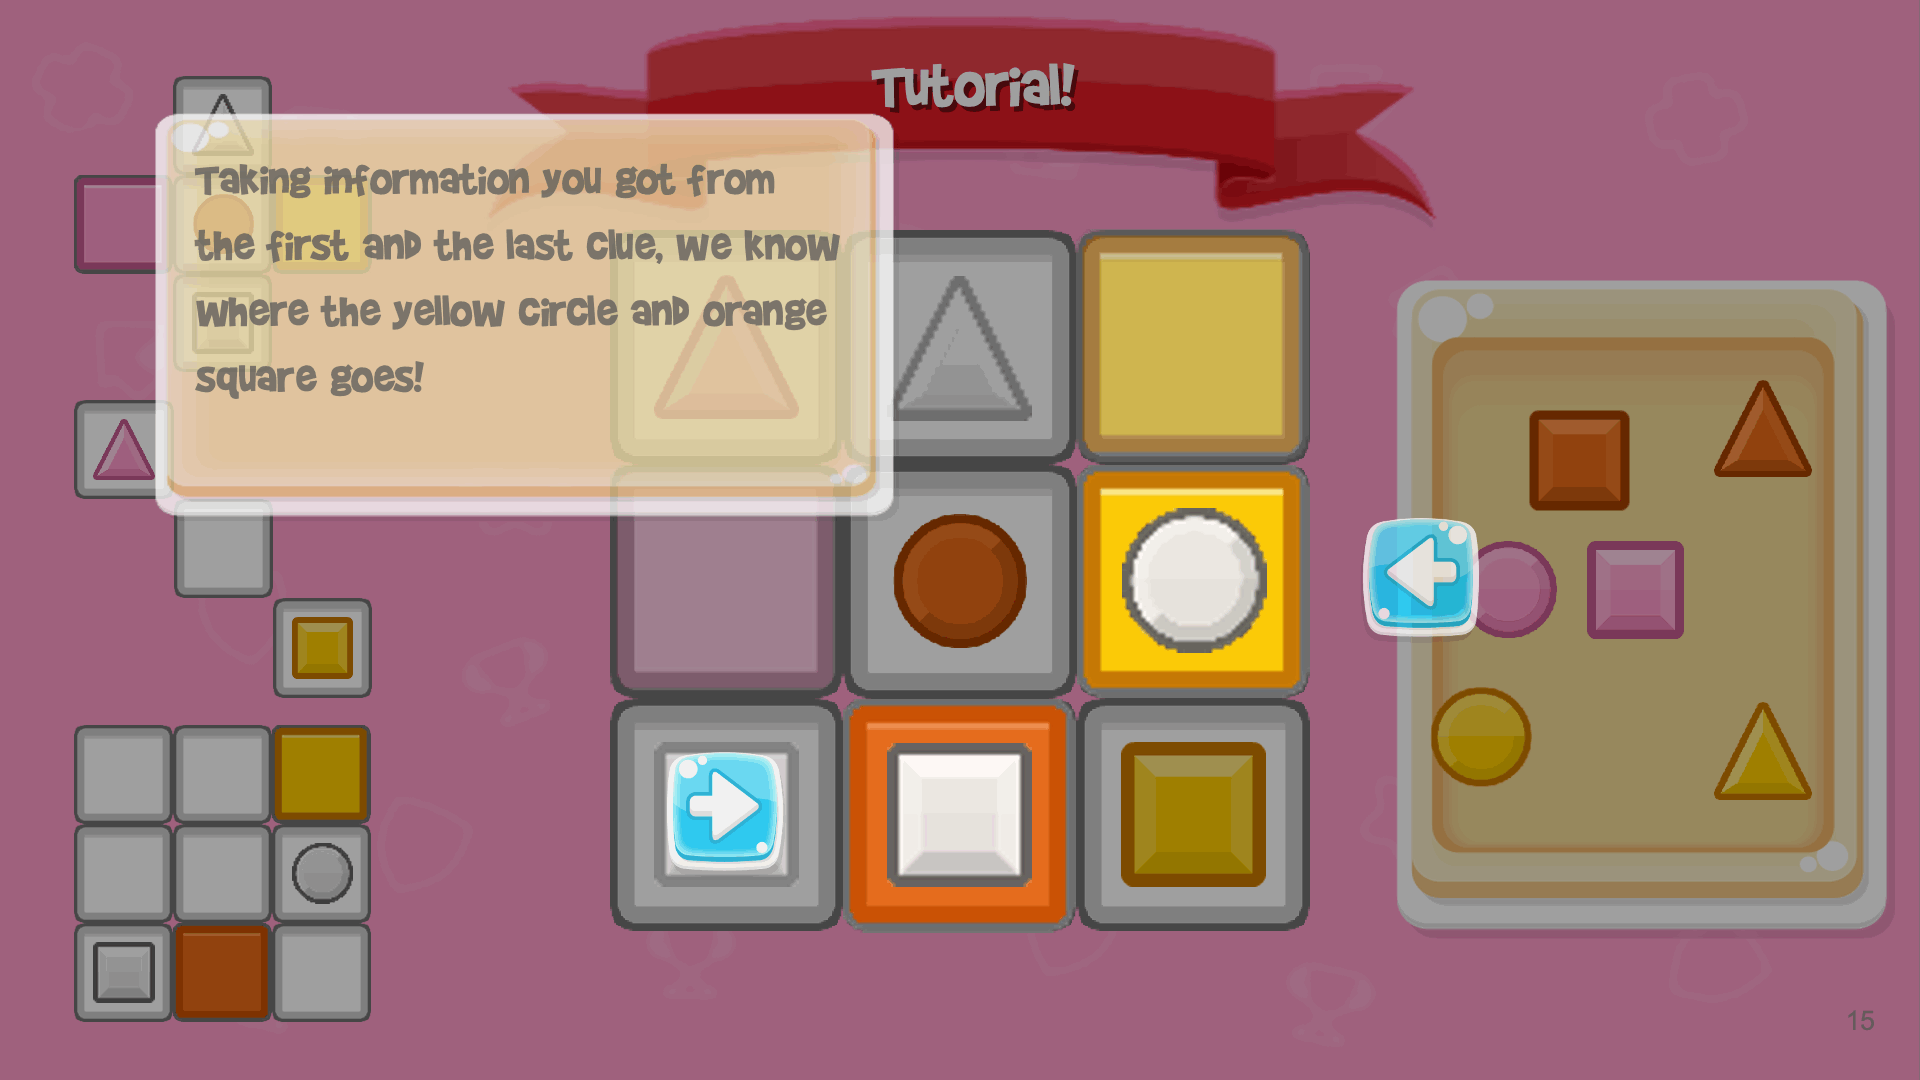 Tutorial!
Taking information you got from
the first and the last clue, we know
where the yellow circle and orange
square goes!
15